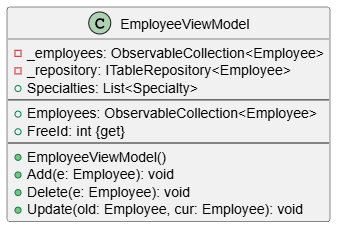 C EmployeeViewModel
_employees: ObservableCollection<Employee>
_repository: ITableRepository<Employee>
Specialties: List<Specialty>
Employees: ObservableCollection<Employee>
FreeId: int {get}
EmployeeViewModel()
Add(e: Employee): void
Delete(e: Employee): void
Update(old: Employee, cur: Employee): void